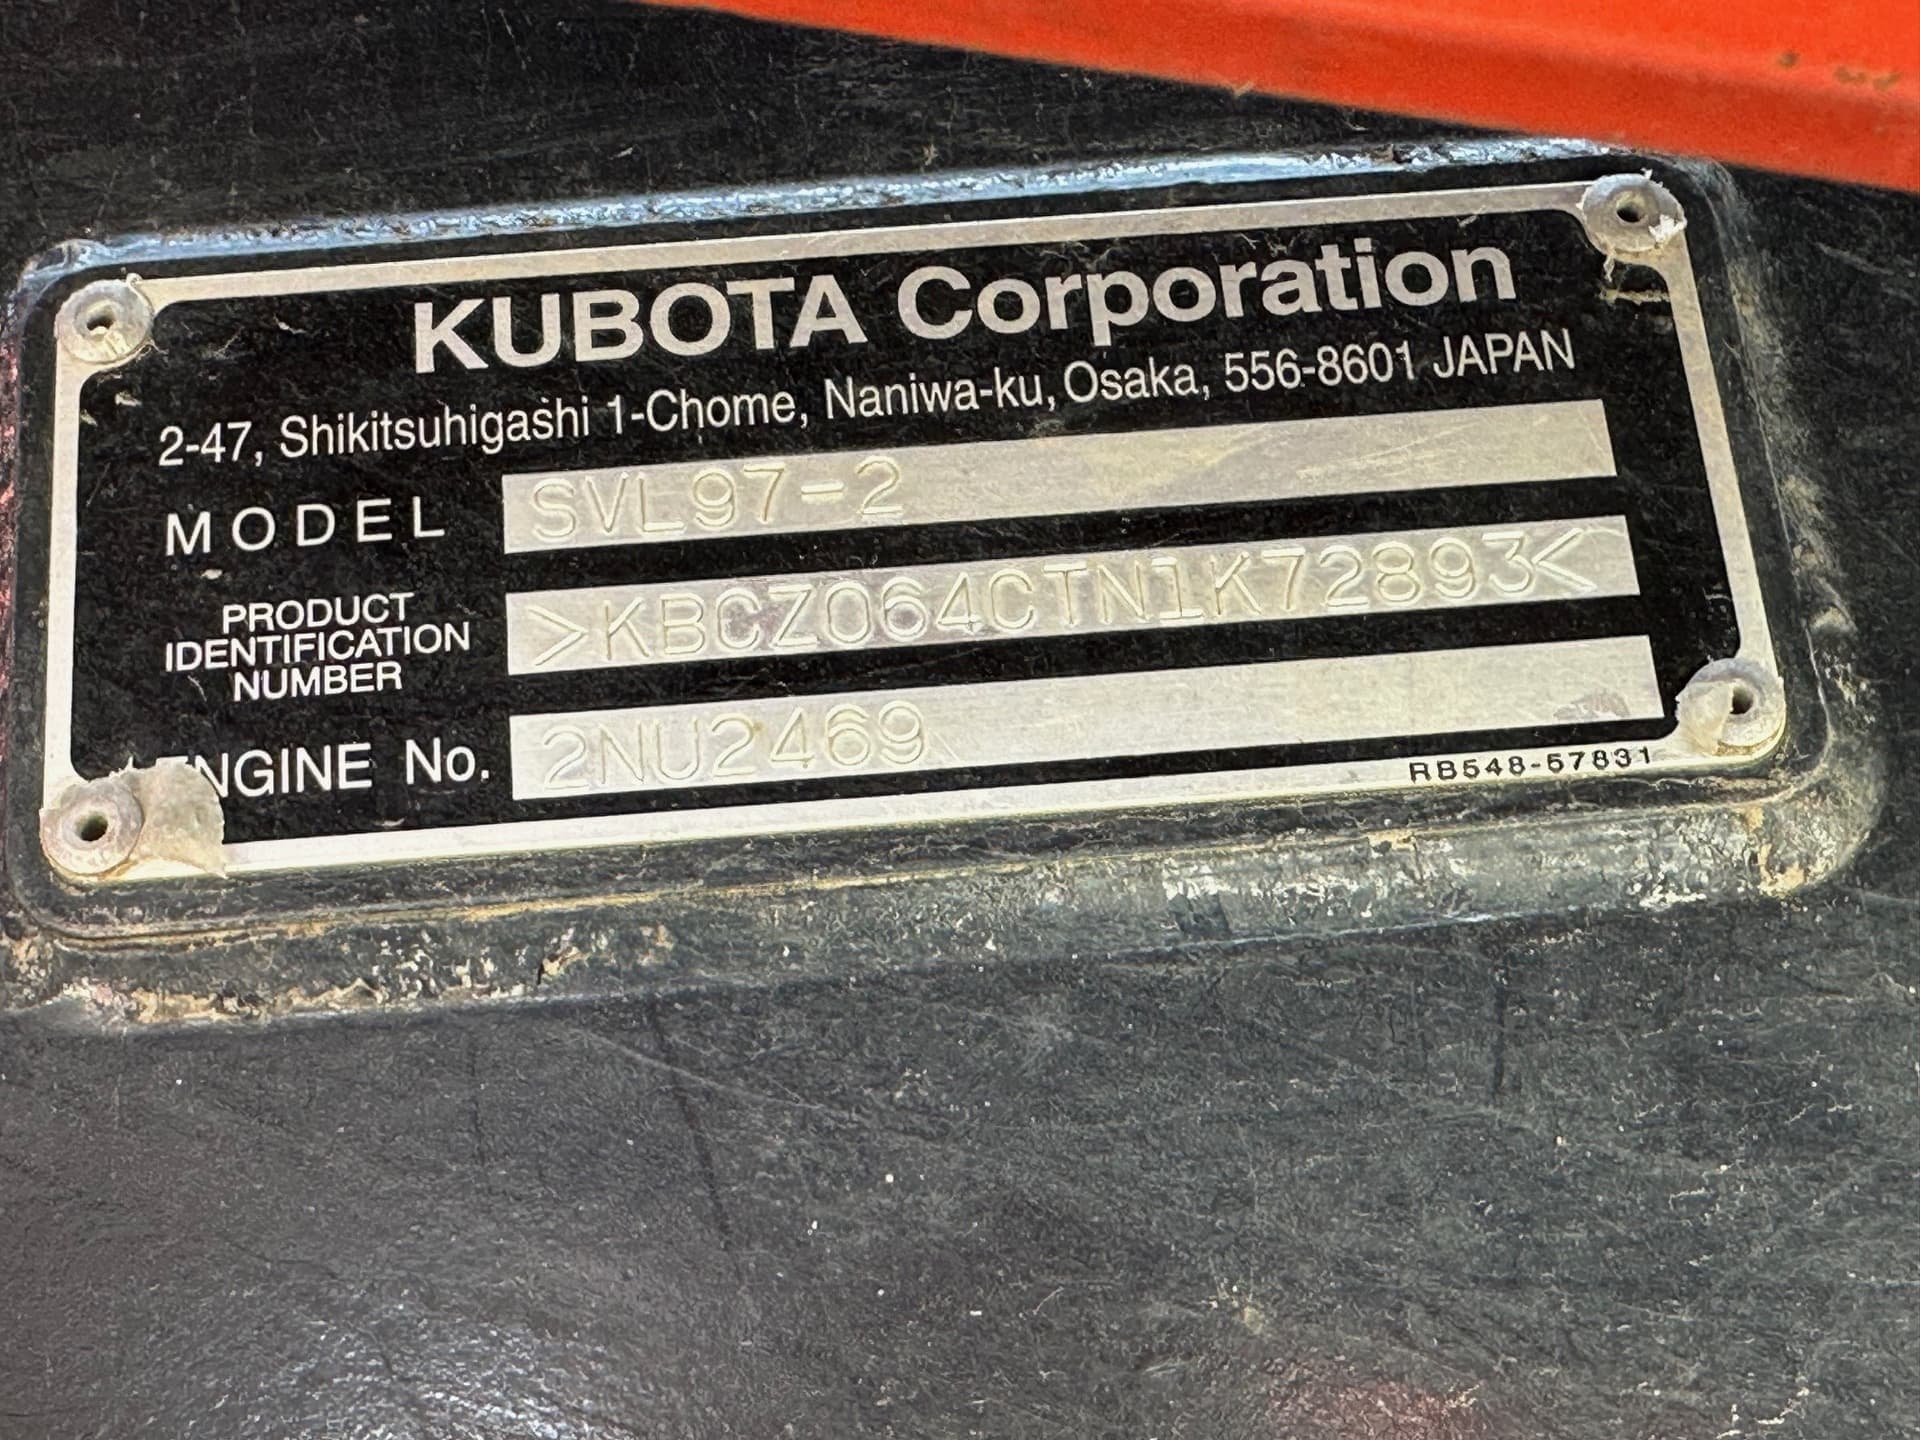 KUBOTA Corporation
2-47, Shikitsuhigashi 1-Chome, Naniwa-ku, Osaka, 556-8601 JAPAN
MODEL SVL97-2
PRODUCT
IDENTIFICATION
NUMBER
>KBCZ064CTN1K72893<
ENGINE No. 2NU2469
RB548-57831